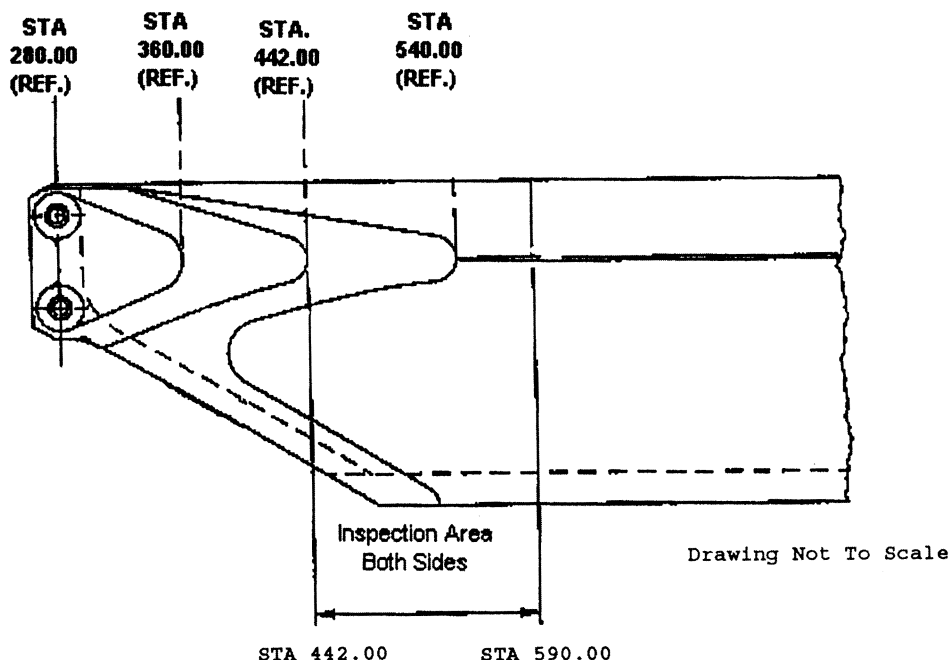 STA
280.00
(REF.)
STA
360.00
(REF.)
STA.
442.00
(REF.)
STA
540.00
(REF.)
Inspection Area
Both Sides
Drawing Not To Scale
STA 442.00
STA 590.00